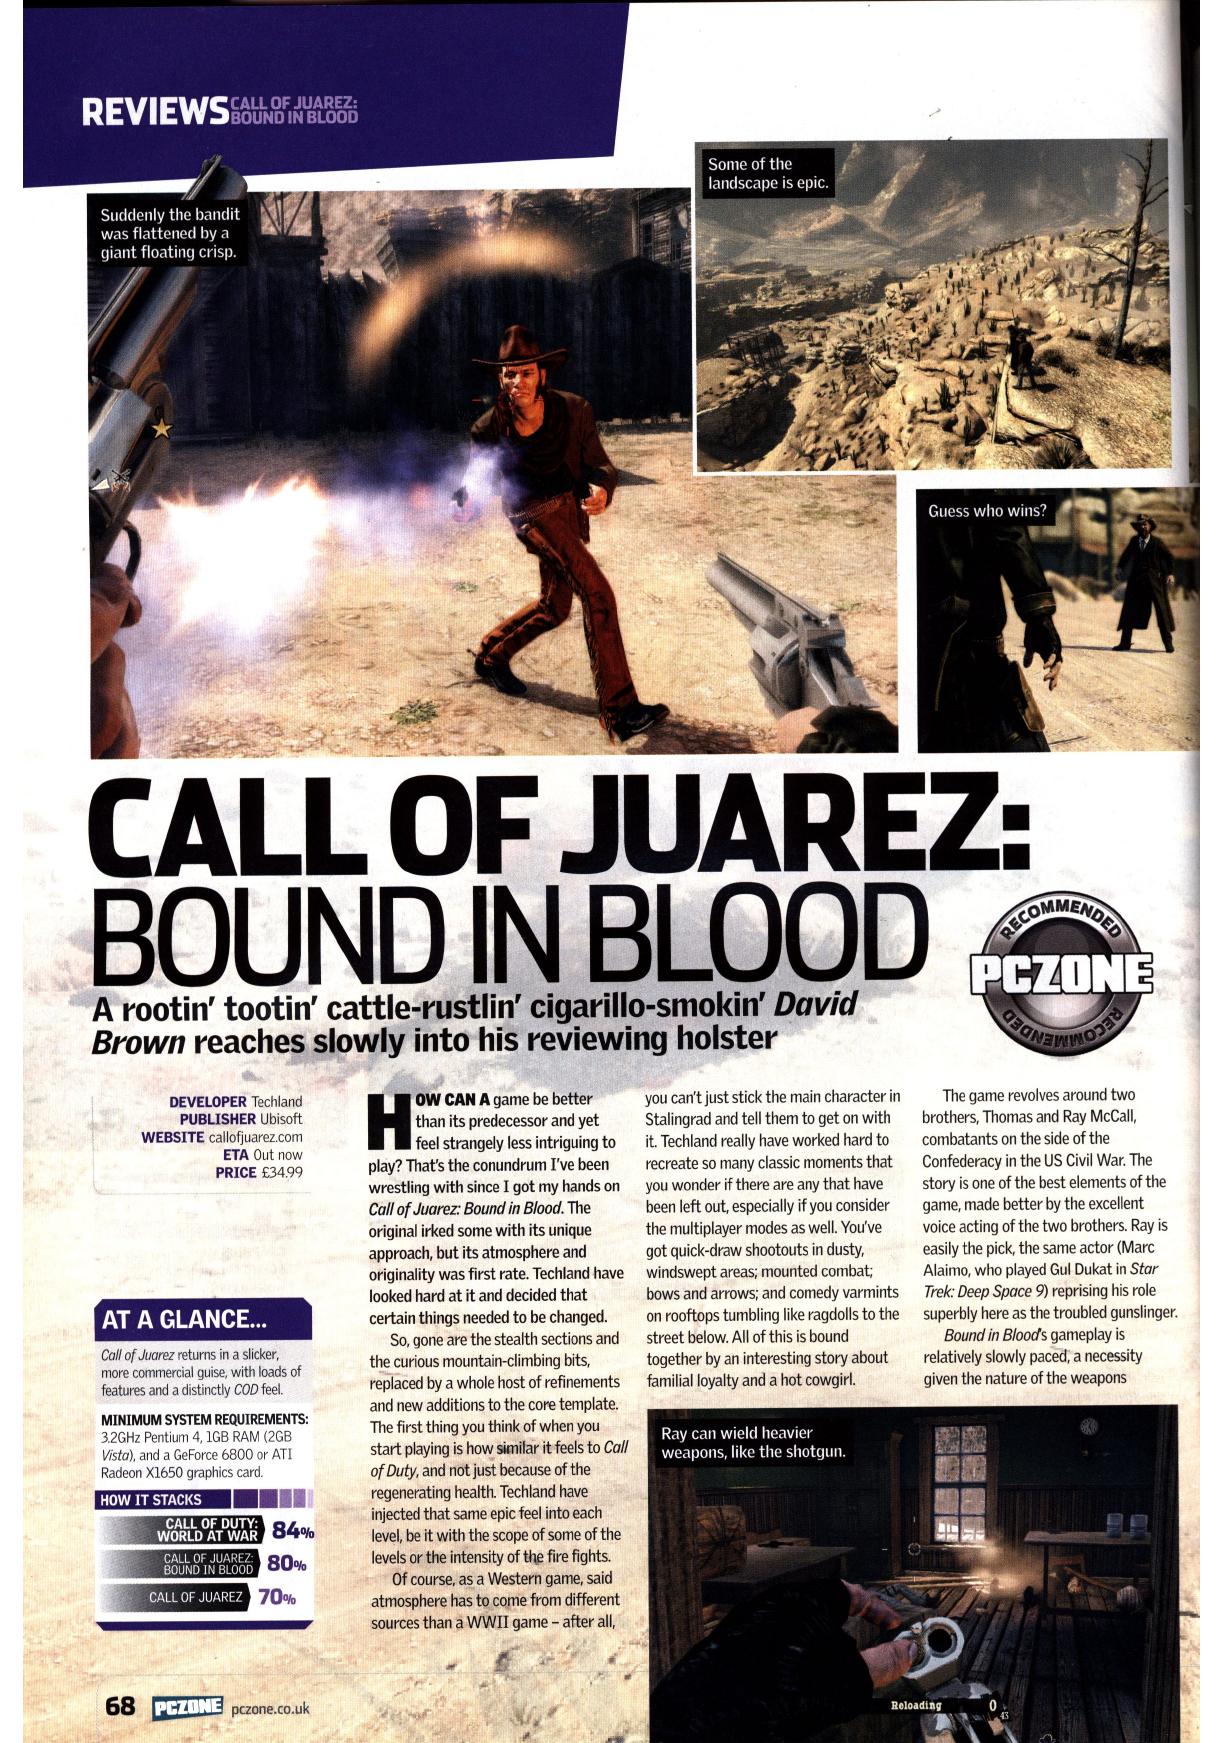 REVIEWS CALL OF JUAREZ:
BOUND IN BLOOD
Suddenly the bandit
was flattened by a
giant floating crisp.
Some of the
landscape is epic.
Guess who wins?
CALL OF JUAREZ:
BOUND IN BLOOD
RECOMMENDED
PCZONE
RECOMMENDED
A rootin' tootin' cattle-rustlin' cigarillo-smokin' David
Brown reaches slowly into his reviewing holster
DEVELOPER Techland
PUBLISHER Ubisoft
WEBSITE callofjuarez.com
ETA Out now
PRICE £34.99
AT A GLANCE...
Call of Juarez returns in a slicker,
more commercial guise, with loads of
features and a distinctly COD feel.
MINIMUM SYSTEM REQUIREMENTS:
3.2GHz Pentium 4, 1GB RAM (2GB
Vista), and a GeForce 6800 or ATI
Radeon X1650 graphics card.
HOW IT STACKS
CALL OF DUTY:
WORLD AT WAR 84%
CALL OF JUAREZ:
BOUND IN BLOOD 80%
CALL OF JUAREZ 70%
HOW CAN A game be better
than its predecessor and yet
feel strangely less intriguing to
play? That's the conundrum I've been
wrestling with since I got my hands on
Call of Juarez: Bound in Blood. The
original irked some with its unique
approach, but its atmosphere and
originality was first rate. Techland have
looked hard at it and decided that
certain things needed to be changed.
So, gone are the stealth sections and
the curious mountain-climbing bits,
replaced by a whole host of refinements
and new additions to the core template.
The first thing you think of when you
start playing is how similar it feels to Call
of Duty, and not just because of the
regenerating health. Techland have
injected that same epic feel into each
level, be it with the scope of some of the
levels or the intensity of the fire fights.
Of course, as a Western game, said
atmosphere has to come from different
sources than a WWII game – after all,
you can't just stick the main character in
Stalingrad and tell them to get on with
it. Techland really have worked hard to
recreate so many classic moments that
you wonder if there are any that have
been left out, especially if you consider
the multiplayer modes as well. You've
got quick-draw shootouts in dusty,
windswept areas; mounted combat;
bows and arrows; and comedy varmints
on rooftops tumbling like ragdolls to the
street below. All of this is bound
together by an interesting story about
familial loyalty and a hot cowgirl.
The game revolves around two
brothers, Thomas and Ray McCall,
combatants on the side of the
Confederacy in the US Civil War. The
story is one of the best elements of the
game, made better by the excellent
voice acting of the two brothers. Ray is
easily the pick, the same actor (Marc
Alaimo, who played Gul Dukat in Star
Trek: Deep Space 9) reprising his role
superbly here as the troubled gunslinger.
Bound in Blood's gameplay is
relatively slowly paced, a necessity
given the nature of the weapons
Ray can wield heavier
weapons, like the shotgun.
Reloading 0
43
68 PCZONE pczone.co.uk